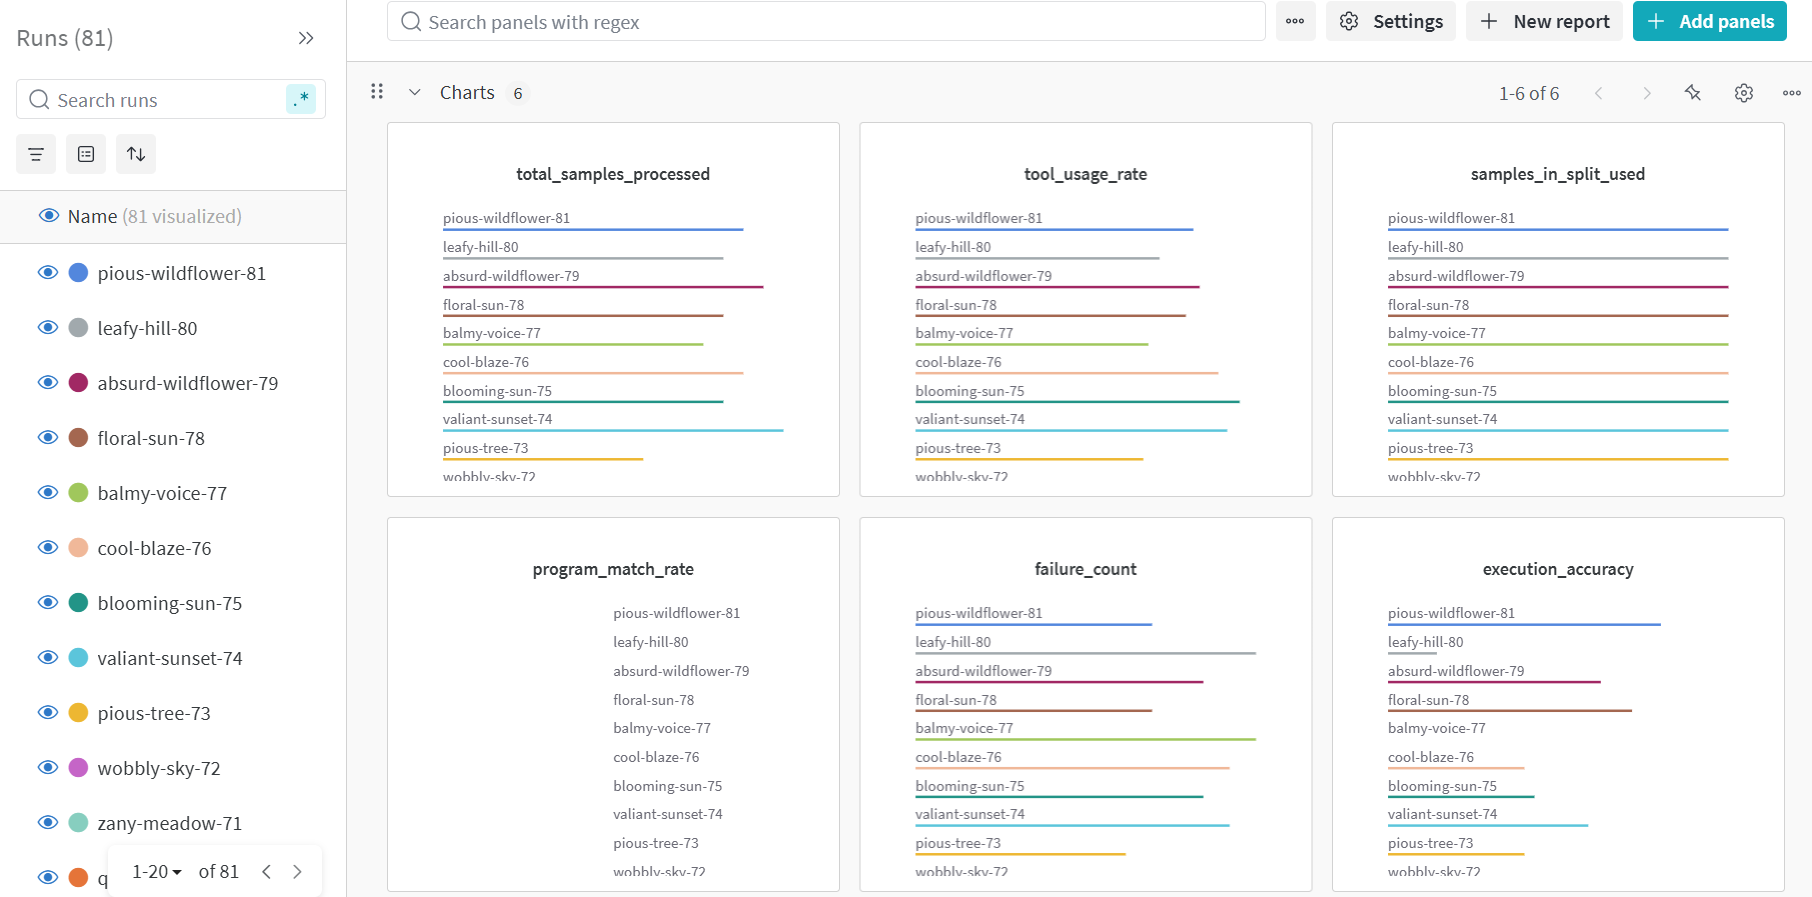 Runs (81)
Search runs
.*
Name (81 visualized)
pious-wildflower-81
leafy-hill-80
absurd-wildflower-79
floral-sun-78
balmy-voice-77
cool-blaze-76
blooming-sun-75
valiant-sunset-74
pious-tree-73
wobbly-sky-72
zany-meadow-71
q
1-20 of 81
Search panels with regex
Settings
New report
Add panels
Charts 6
1-6 of 6
total_samples_processed
pious-wildflower-81
leafy-hill-80
absurd-wildflower-79
floral-sun-78
balmy-voice-77
cool-blaze-76
blooming-sun-75
valiant-sunset-74
pious-tree-73
wobbly-sky-72
tool_usage_rate
pious-wildflower-81
leafy-hill-80
absurd-wildflower-79
floral-sun-78
balmy-voice-77
cool-blaze-76
blooming-sun-75
valiant-sunset-74
pious-tree-73
wobbly-sky-72
samples_in_split_used
pious-wildflower-81
leafy-hill-80
absurd-wildflower-79
floral-sun-78
balmy-voice-77
cool-blaze-76
blooming-sun-75
valiant-sunset-74
pious-tree-73
wobbly-sky-72
program_match_rate
pious-wildflower-81
leafy-hill-80
absurd-wildflower-79
floral-sun-78
balmy-voice-77
cool-blaze-76
blooming-sun-75
valiant-sunset-74
pious-tree-73
wobbly-sky-72
failure_count
pious-wildflower-81
leafy-hill-80
absurd-wildflower-79
floral-sun-78
balmy-voice-77
cool-blaze-76
blooming-sun-75
valiant-sunset-74
pious-tree-73
wobbly-sky-72
execution_accuracy
pious-wildflower-81
leafy-hill-80
absurd-wildflower-79
floral-sun-78
balmy-voice-77
cool-blaze-76
blooming-sun-75
valiant-sunset-74
pious-tree-73
wobbly-sky-72